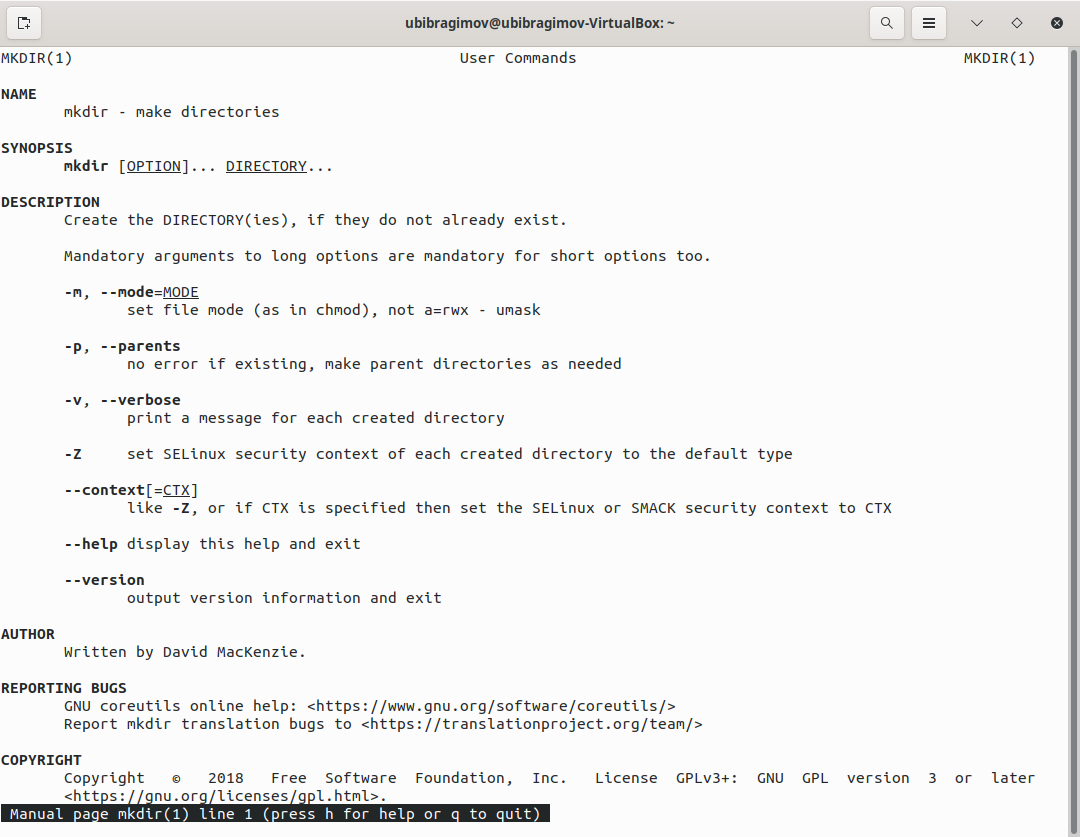 ubibragimov@ubibragimov-VirtualBox: ~
MKDIR(1) User Commands MKDIR(1)
NAME
mkdir - make directories
SYNOPSIS
mkdir [OPTION]... DIRECTORY...
DESCRIPTION
Create the DIRECTORY(ies), if they do not already exist.
Mandatory arguments to long options are mandatory for short options too.
-m, --mode=MODE
set file mode (as in chmod), not a=rwx - umask
-p, --parents
no error if existing, make parent directories as needed
-v, --verbose
print a message for each created directory
-Z set SELinux security context of each created directory to the default type
--context[=CTX]
like -Z, or if CTX is specified then set the SELinux or SMACK security context to CTX
--help display this help and exit
--version
output version information and exit
AUTHOR
Written by David MacKenzie.
REPORTING BUGS
GNU coreutils online help: <https://www.gnu.org/software/coreutils/>
Report mkdir translation bugs to <https://translationproject.org/team/>
COPYRIGHT
Copyright © 2018 Free Software Foundation, Inc. License GPLv3+: GNU GPL version 3 or later
<https://gnu.org/licenses/gpl.html>.
Manual page mkdir(1) line 1 (press h for help or q to quit)